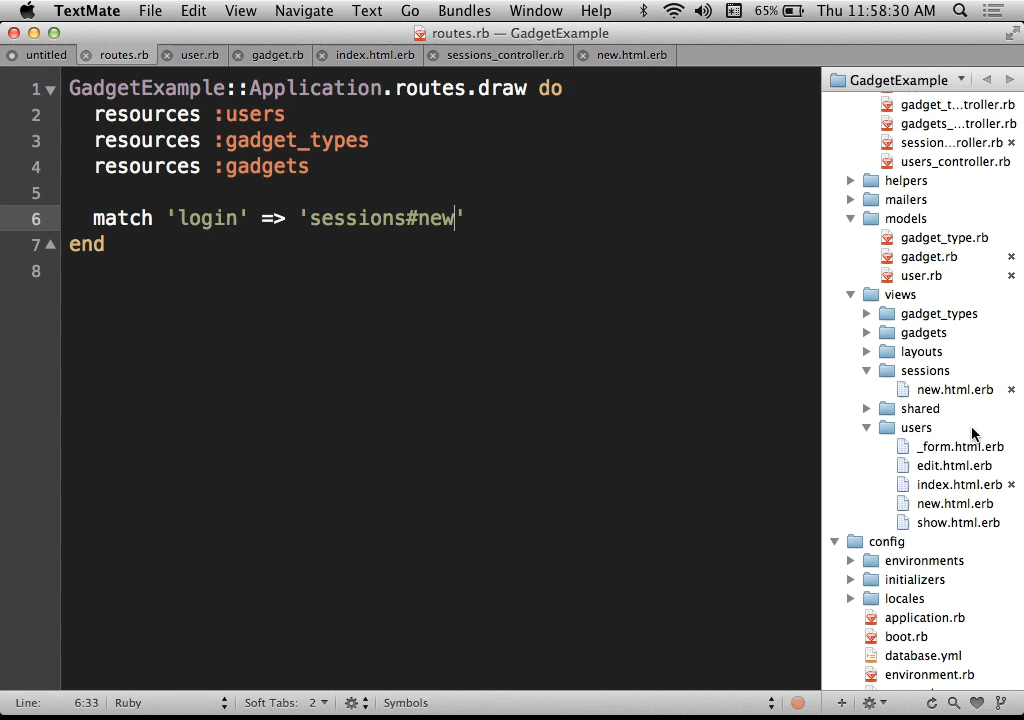 TextMate File Edit View Navigate Text Go Bundles Window Help 65% Thu 11:58:30 AM
routes.rb — GadgetExample
untitled routes.rb user.rb gadget.rb index.html.erb sessions_controller.rb new.html.erb
1 GadgetExample::Application.routes.draw do
2 resources :users
3 resources :gadget_types
4 resources :gadgets
5
6 match 'login' => 'sessions#new'
7 end
8
GadgetExample
gadget_t…troller.rb
gadgets_…troller.rb
session…roller.rb
users_controller.rb
helpers
mailers
models
gadget_type.rb
gadget.rb
user.rb
views
gadget_types
gadgets
layouts
sessions
new.html.erb
shared
users
_form.html.erb
edit.html.erb
index.html.erb
new.html.erb
show.html.erb
config
environments
initializers
locales
application.rb
boot.rb
database.yml
environment.rb
Line: 6:33 Ruby Soft Tabs: 2 Symbols